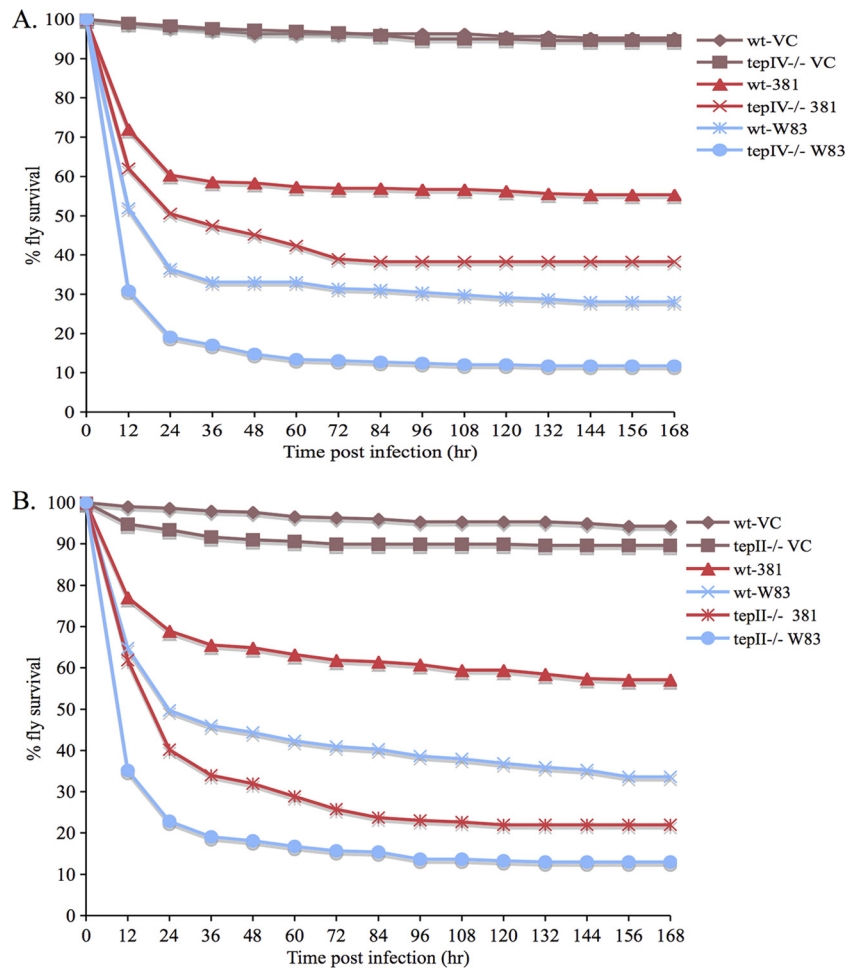 A.
100
90
80
70
60
50
40
30
20
10
0
% fly survival
0 12 24 36 48 60 72 84 96 108 120 132 144 156 168
Time post infection (hr)
wt-VC
tepIV-/- VC
wt-381
tepIV-/- 381
wt-W83
tepIV-/- W83
B.
100
90
80
70
60
50
40
30
20
10
0
% fly survival
0 12 24 36 48 60 72 84 96 108 120 132 144 156 168
Time post infection (hr)
wt-VC
tepII-/- VC
wt-381
wt-W83
tepII-/- 381
tepII-/- W83